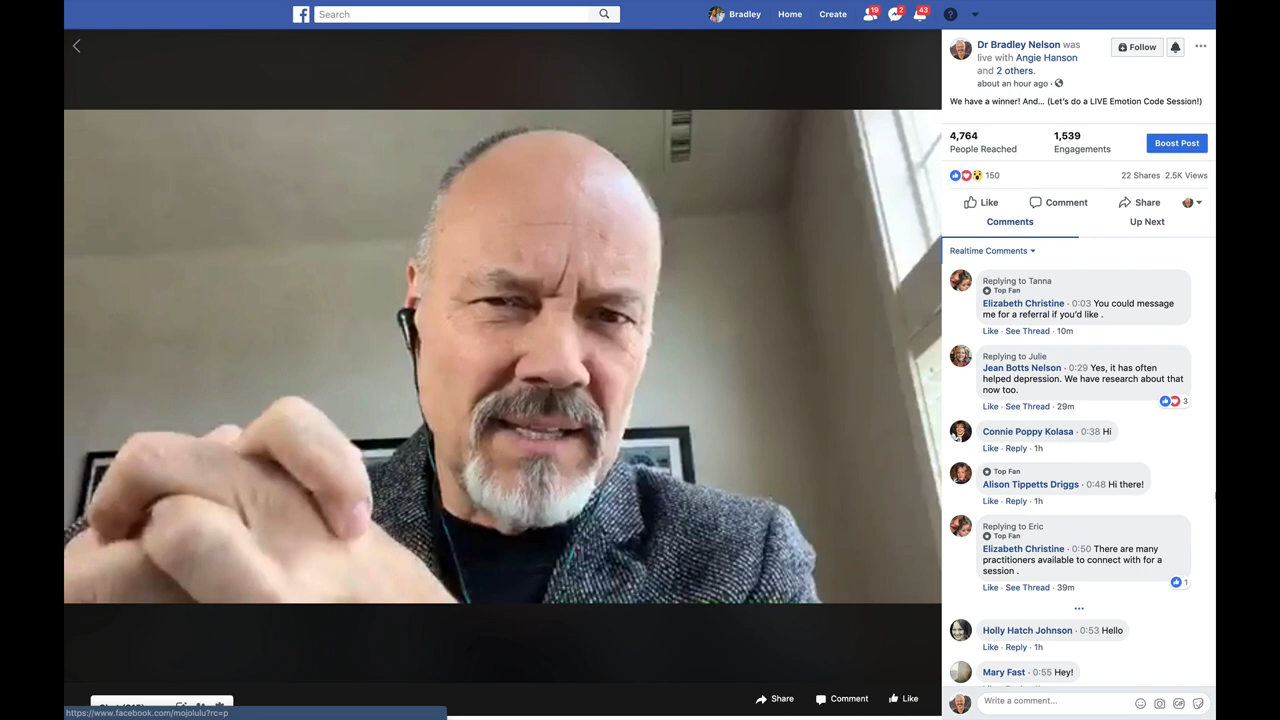 Search
Bradley
Home
Create
19
2
43
Dr Bradley Nelson was
live with Angie Hanson
and 2 others.
about an hour ago ·
Follow
We have a winner! And... (Let's do a LIVE Emotion Code Session!)
4,764
People Reached
1,539
Engagements
Boost Post
150
22 Shares 2.5K Views
Like
Comment
Share
Comments
Up Next
Realtime Comments
Replying to Tanna
Top Fan
Elizabeth Christine · 0:03 You could message
me for a referral if you'd like .
Like · See Thread · 10m
Replying to Julie
Jean Botts Nelson · 0:29 Yes, it has often
helped depression. We have research about that
now too.
3
Like · See Thread · 29m
Connie Poppy Kolasa · 0:38 Hi
Like · Reply · 1h
Top Fan
Alison Tippetts Driggs · 0:48 Hi there!
Like · Reply · 1h
Replying to Eric
Top Fan
Elizabeth Christine · 0:50 There are many
practitioners available to connect with for a
session .
1
Like · See Thread · 39m
...
Holly Hatch Johnson · 0:53 Hello
Like · Reply · 1h
Mary Fast · 0:55 Hey!
Write a comment...
GIF
Share
Comment
Like
https://www.facebook.com/mojolulu?rc=p